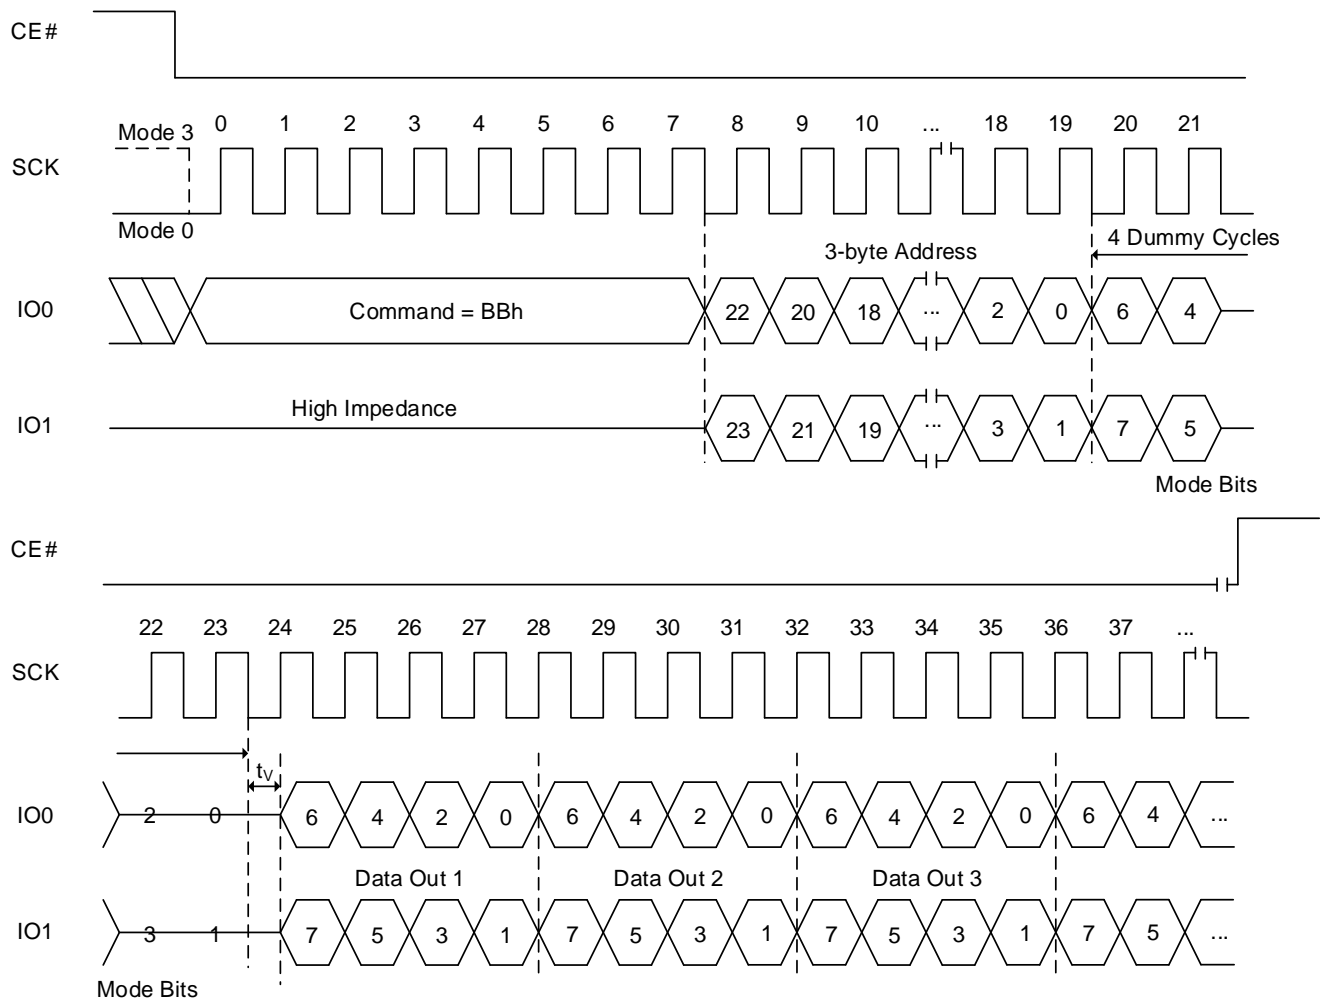 CE#
0 1 2 3 4 5 6 7 8 9 10 ... 18 19 20 21
Mode 3
SCK
Mode 0
3-byte Address
4 Dummy Cycles
IO0
Command = BBh
22 20 18 ... 2 0 6 4
High Impedance
IO1
23 21 19 ... 3 1 7 5
Mode Bits
CE#
22 23 24 25 26 27 28 29 30 31 32 33 34 35 36 37 ...
SCK
tV
IO0
2 0 6 4 2 0 6 4 2 0 6 4 2 0 6 4 ...
Data Out 1 Data Out 2 Data Out 3
IO1
3 1 7 5 3 1 7 5 3 1 7 5 3 1 7 5 ...
Mode Bits